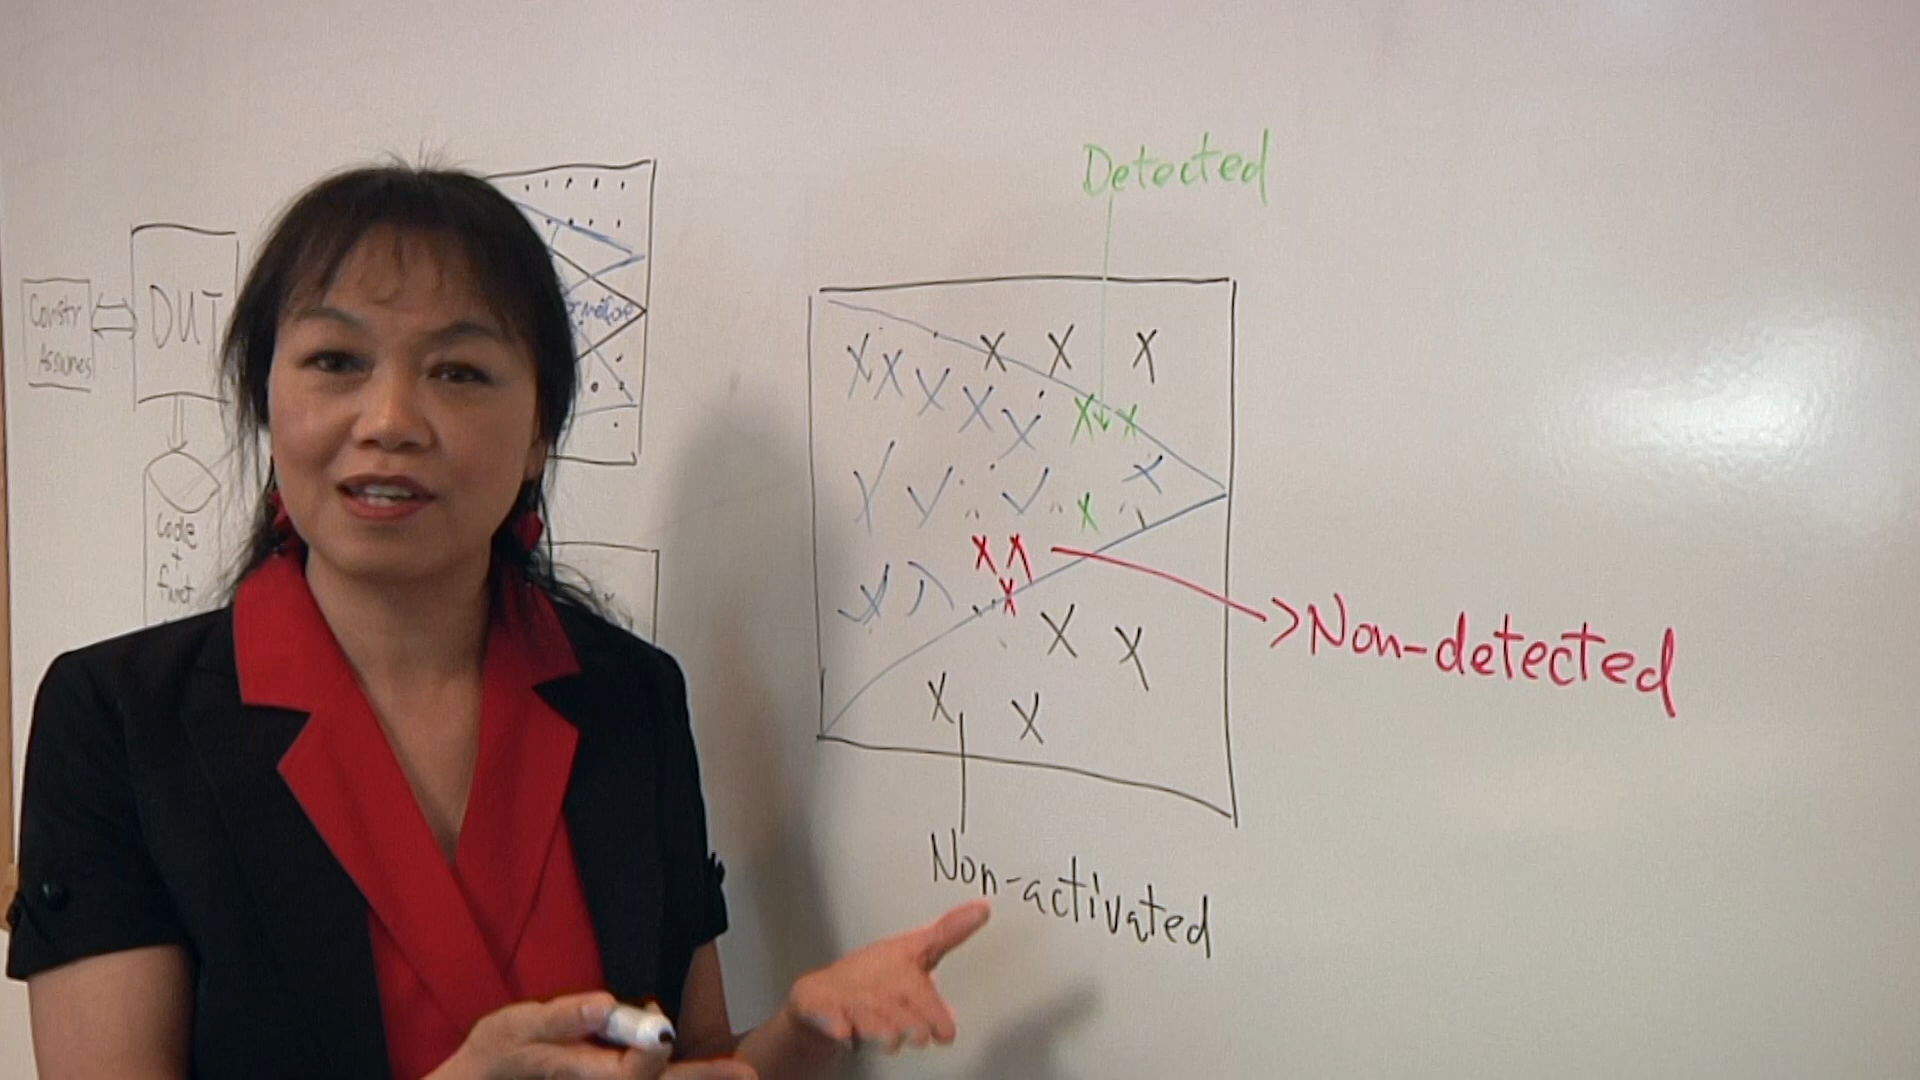 Constr
Assumes
DUT
Code
+
funct
Detected
Non-detected
Non-activated